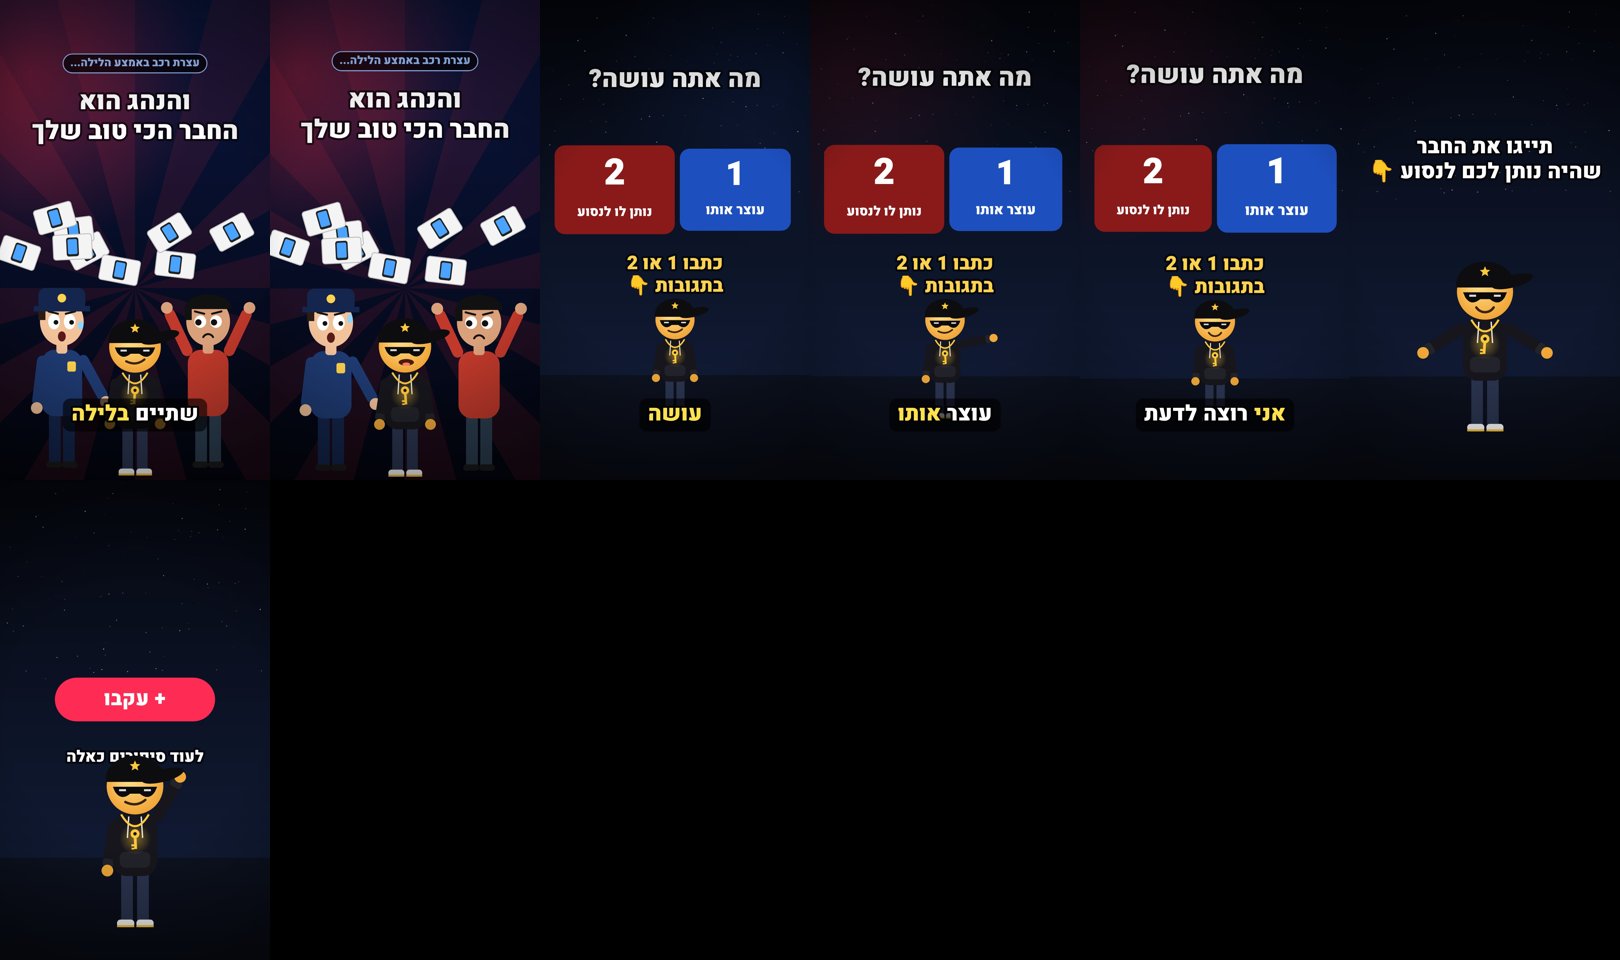 עצרת רכב באמצע הלילה...
והנהג הוא
החבר הכי טוב שלך
שתיים בלילה
עצרת רכב באמצע הלילה...
והנהג הוא
החבר הכי טוב שלך
מה אתה עושה?
1
עוצר אותו
2
נותן לו לנסוע
כתבו 1 או 2
בתגובות 👇
עושה
מה אתה עושה?
1
עוצר אותו
2
נותן לו לנסוע
כתבו 1 או 2
בתגובות 👇
עוצר אותו
מה אתה עושה?
1
עוצר אותו
2
נותן לו לנסוע
כתבו 1 או 2
בתגובות 👇
אני רוצה לדעת
תייגו את החבר
שהיה נותן לכם לנסוע 👇
+ עקבו
לעוד סיפורים כאלה